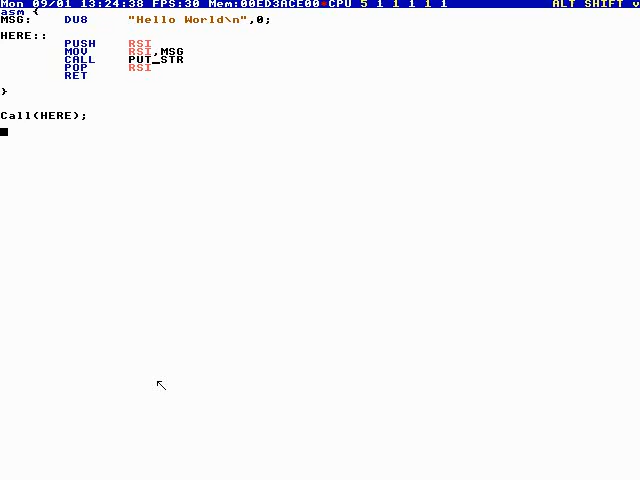 Mon 09/01 13:24:38 FPS:30 Mem:00ED3ACE00 CPU 5 1 1 1 1 1 ALT SHIFT v
asm {
MSG: DU8 "Hello World\n",0;
HERE::
PUSH RSI
MOV RSI,MSG
CALL PUT_STR
POP RSI
RET
}
Call(HERE);